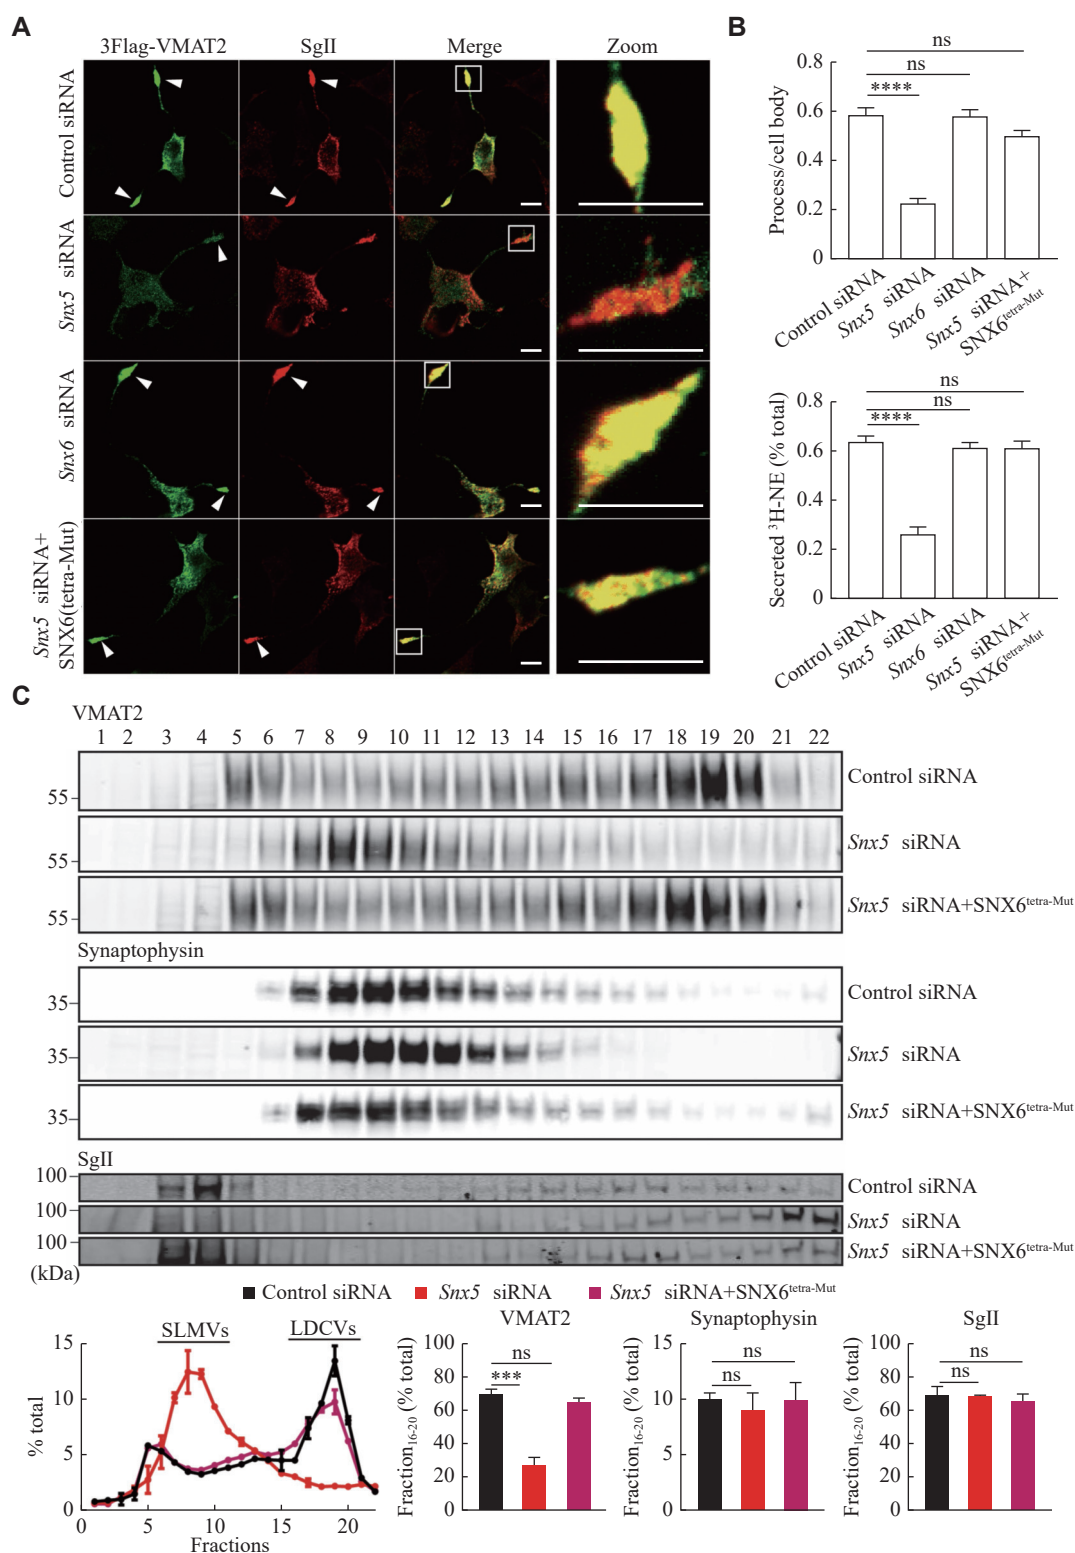 A
3Flag-VMAT2 SgII Merge Zoom
Control siRNA
Snx5 siRNA
Snx6 siRNA
Snx5 siRNA+
SNX6(tetra-Mut)
B
ns
ns
****
0.8
0.6
0.4
0.2
0
Process/cell body
Control siRNA
Snx5 siRNA
Snx6 siRNA
Snx5 siRNA+
SNX6tetra-Mut
ns
ns
****
0.8
0.6
0.4
0.2
0
Secreted ³H-NE (% total)
Control siRNA
Snx5 siRNA
Snx6 siRNA
Snx5 siRNA+
SNX6tetra-Mut
C
VMAT2
1 2 3 4 5 6 7 8 9 10 11 12 13 14 15 16 17 18 19 20 21 22
55 Control siRNA
55 Snx5 siRNA
55 Snx5 siRNA+SNX6tetra-Mut
Synaptophysin
35 Control siRNA
35 Snx5 siRNA
35 Snx5 siRNA+SNX6tetra-Mut
SgII
100 Control siRNA
100 Snx5 siRNA
100 Snx5 siRNA+SNX6tetra-Mut
(kDa)
Control siRNA Snx5 siRNA Snx5 siRNA+SNX6tetra-Mut
SLMVs LDCVs
15
10
5
0
% total
0 5 10 15 20
Fractions
VMAT2
ns
***
100
80
60
40
20
0
Fraction16-20 (% total)
Synaptophysin
ns
ns
15
10
5
0
Fraction16-20 (% total)
SgII
ns
ns
100
80
60
40
20
0
Fraction16-20 (% total)